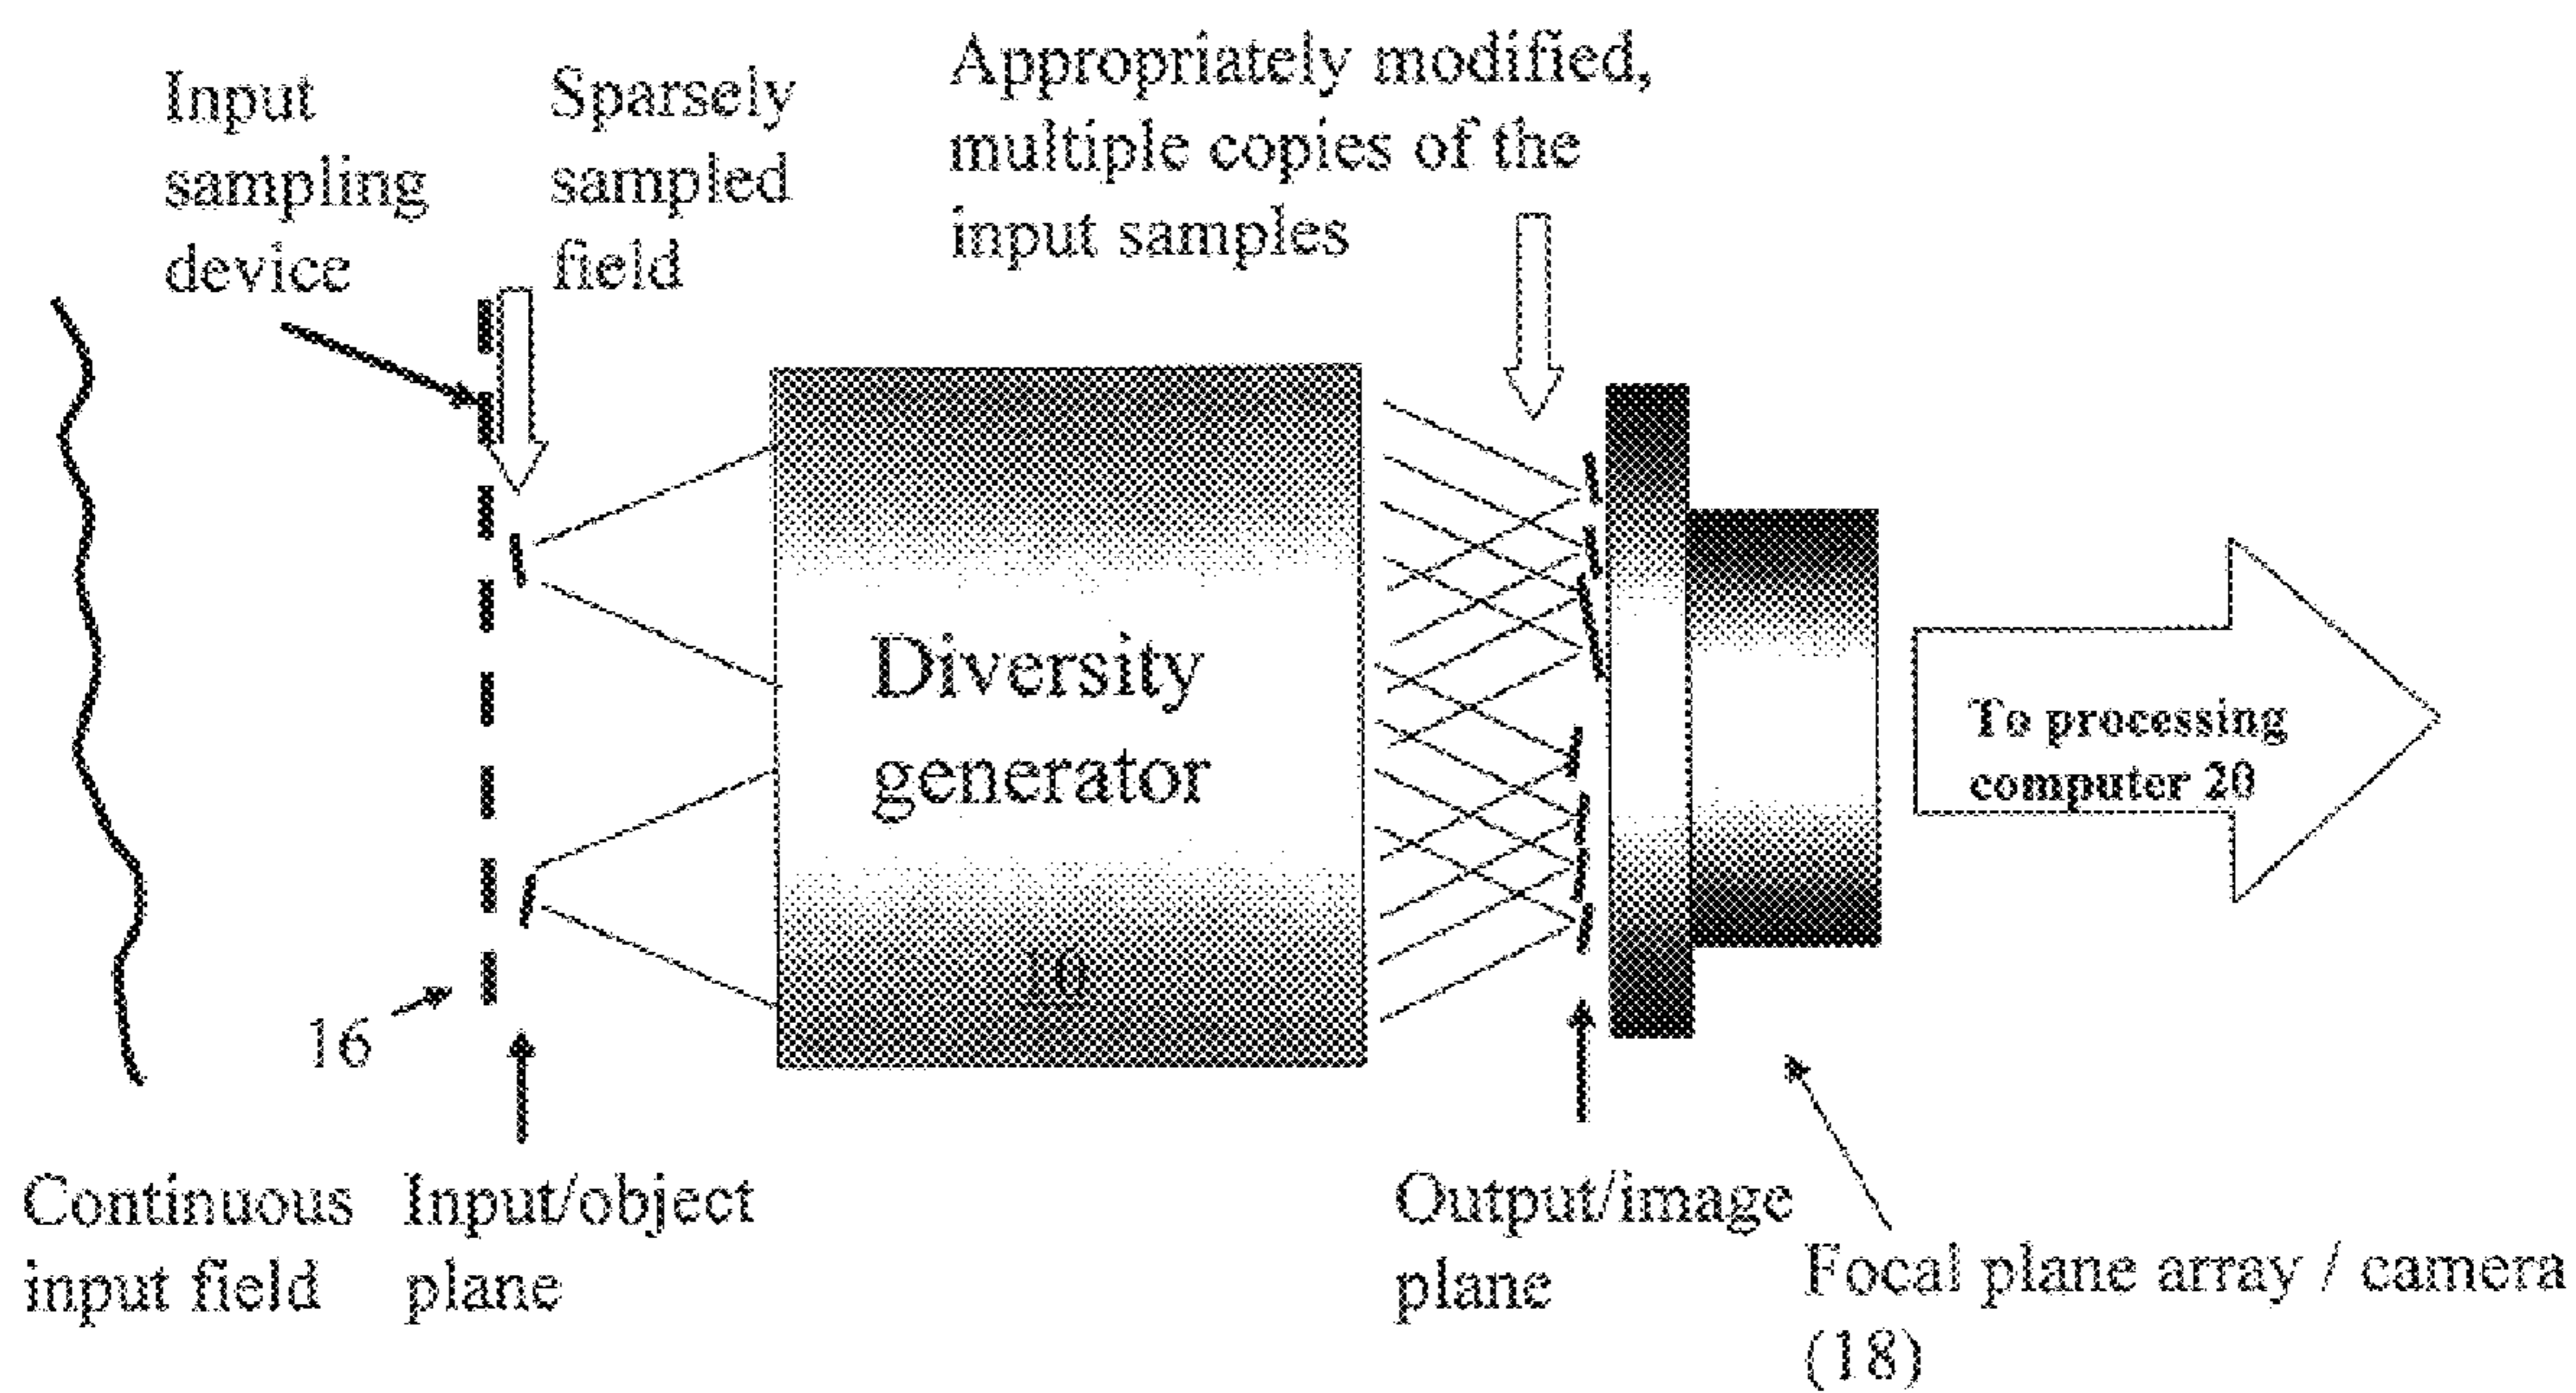 Input
sampling
device
Sparsely
sampled
field
Appropriately modified,
multiple copies of the
input samples
Diversity
generator
10
To processing
computer 20
16
Continuous
input field
Input/object
plane
Output/image
plane
Focal plane array / camera
(18)